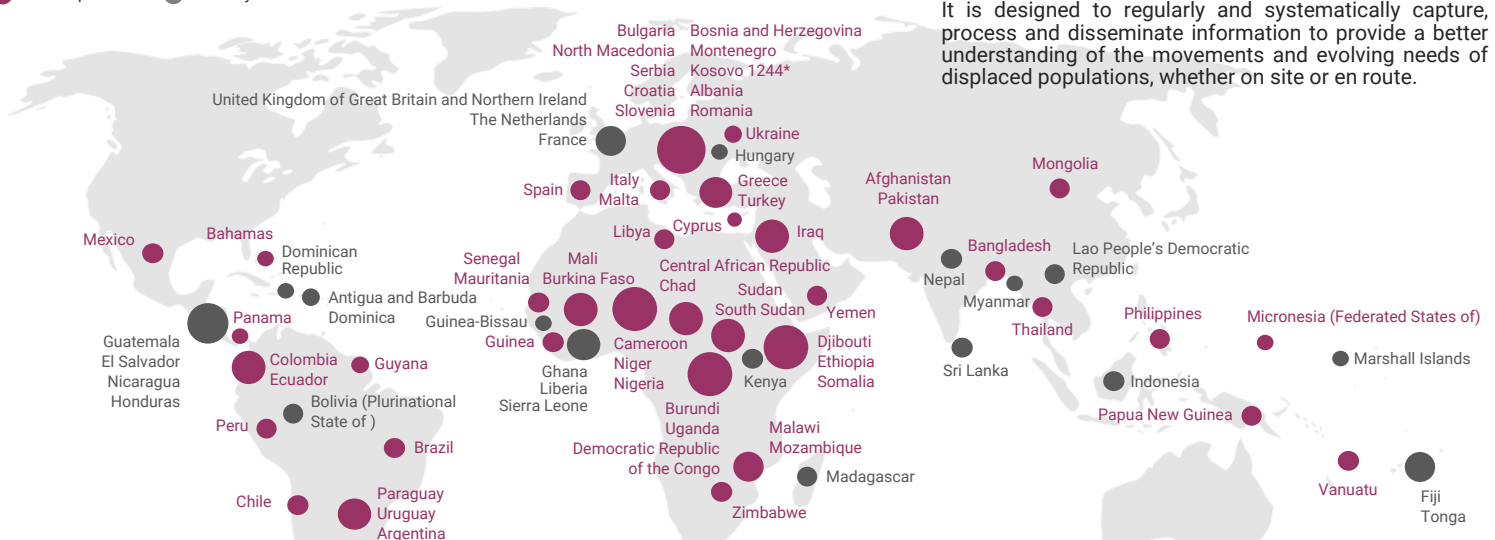 It is designed to regularly and systematically capture,
process and disseminate information to provide a better
understanding of the movements and evolving needs of
displaced populations, whether on site or en route.
Bulgaria
North Macedonia
Serbia
Croatia
Slovenia
Bosnia and Herzegovina
Montenegro
Kosovo 1244*
Albania
Romania
United Kingdom of Great Britain and Northern Ireland
The Netherlands
France
Ukraine
Hungary
Spain
Italy
Malta
Greece
Turkey
Cyprus
Libya
Iraq
Afghanistan
Pakistan
Mongolia
Mexico
Bahamas
Dominican
Republic
Antigua and Barbuda
Dominica
Panama
Guatemala
El Salvador
Nicaragua
Honduras
Colombia
Ecuador
Guyana
Bolivia (Plurinational
State of )
Peru
Brazil
Chile
Paraguay
Uruguay
Argentina
Senegal
Mauritania
Mali
Burkina Faso
Central African Republic
Chad
Sudan
South Sudan
Yemen
Guinea-Bissau
Guinea
Ghana
Liberia
Sierra Leone
Cameroon
Niger
Nigeria
Kenya
Djibouti
Ethiopia
Somalia
Burundi
Uganda
Democratic Republic
of the Congo
Malawi
Mozambique
Madagascar
Zimbabwe
Nepal
Bangladesh
Myanmar
Lao People's Democratic
Republic
Thailand
Sri Lanka
Philippines
Indonesia
Micronesia (Federated States of)
Marshall Islands
Papua New Guinea
Vanuatu
Fiji
Tonga